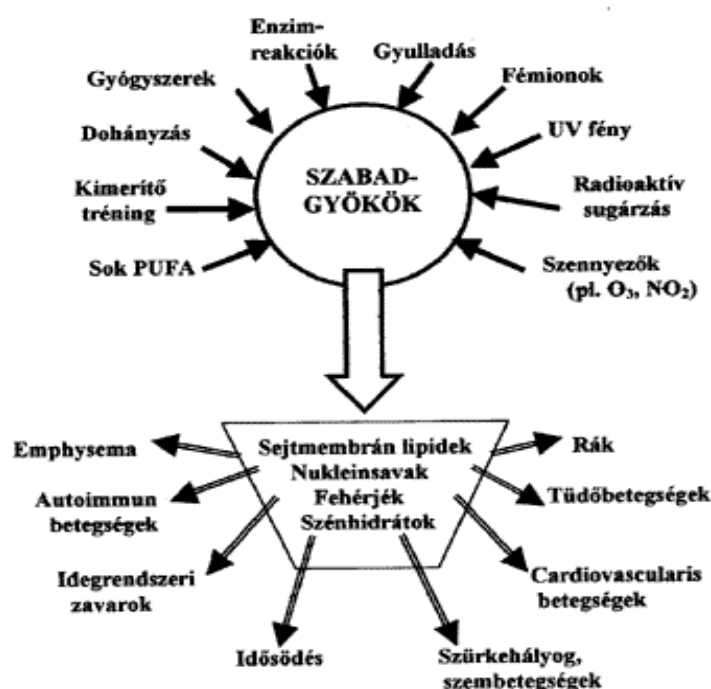 Enzim-
reakciók
Gyulladás
Gyógyszerek
Fémionok
Dohányzás
UV fény
SZABAD-
GYÖKÖK
Kimerítő
tréning
Radioaktív
sugárzás
Sok PUFA
Szennyezők
(pl. O₃, NO₂)
Emphysema
Sejtmembrán lipidek
Nukleinsavak
Fehérjék
Szénhidrátok
Rák
Autoimmun
betegségek
Tüdőbetegségek
Idegrendszeri
zavarok
Cardiovascularis
betegségek
Idősödés
Szürkehályog,
szembetegségek